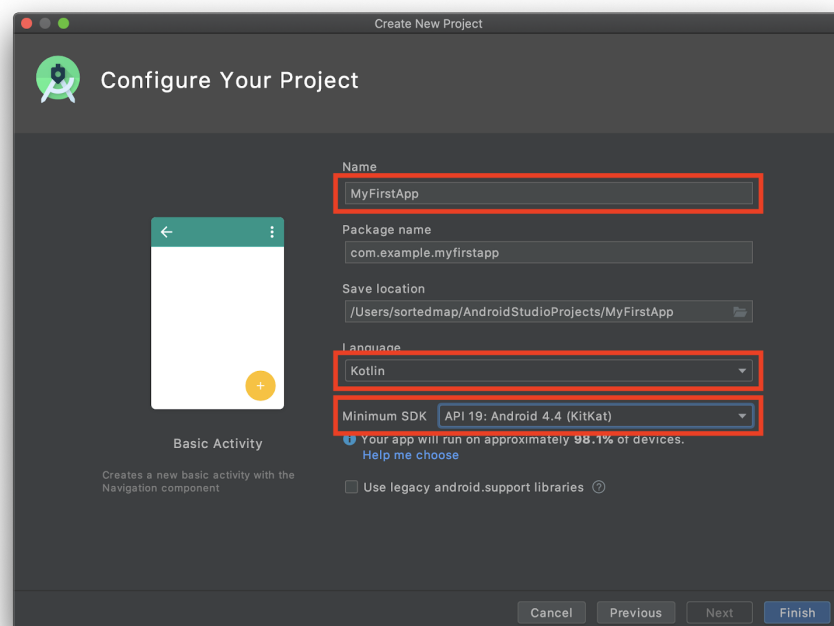 Create New Project
Configure Your Project
Name
MyFirstApp
Package name
com.example.myfirstapp
Save location
/Users/sortedmap/AndroidStudioProjects/MyFirstApp
Language
Kotlin
Minimum SDK API 19: Android 4.4 (KitKat)
Your app will run on approximately 98.1% of devices.
Help me choose
Use legacy android.support libraries ?
Basic Activity
Creates a new basic activity with the
Navigation component
Cancel Previous Next Finish